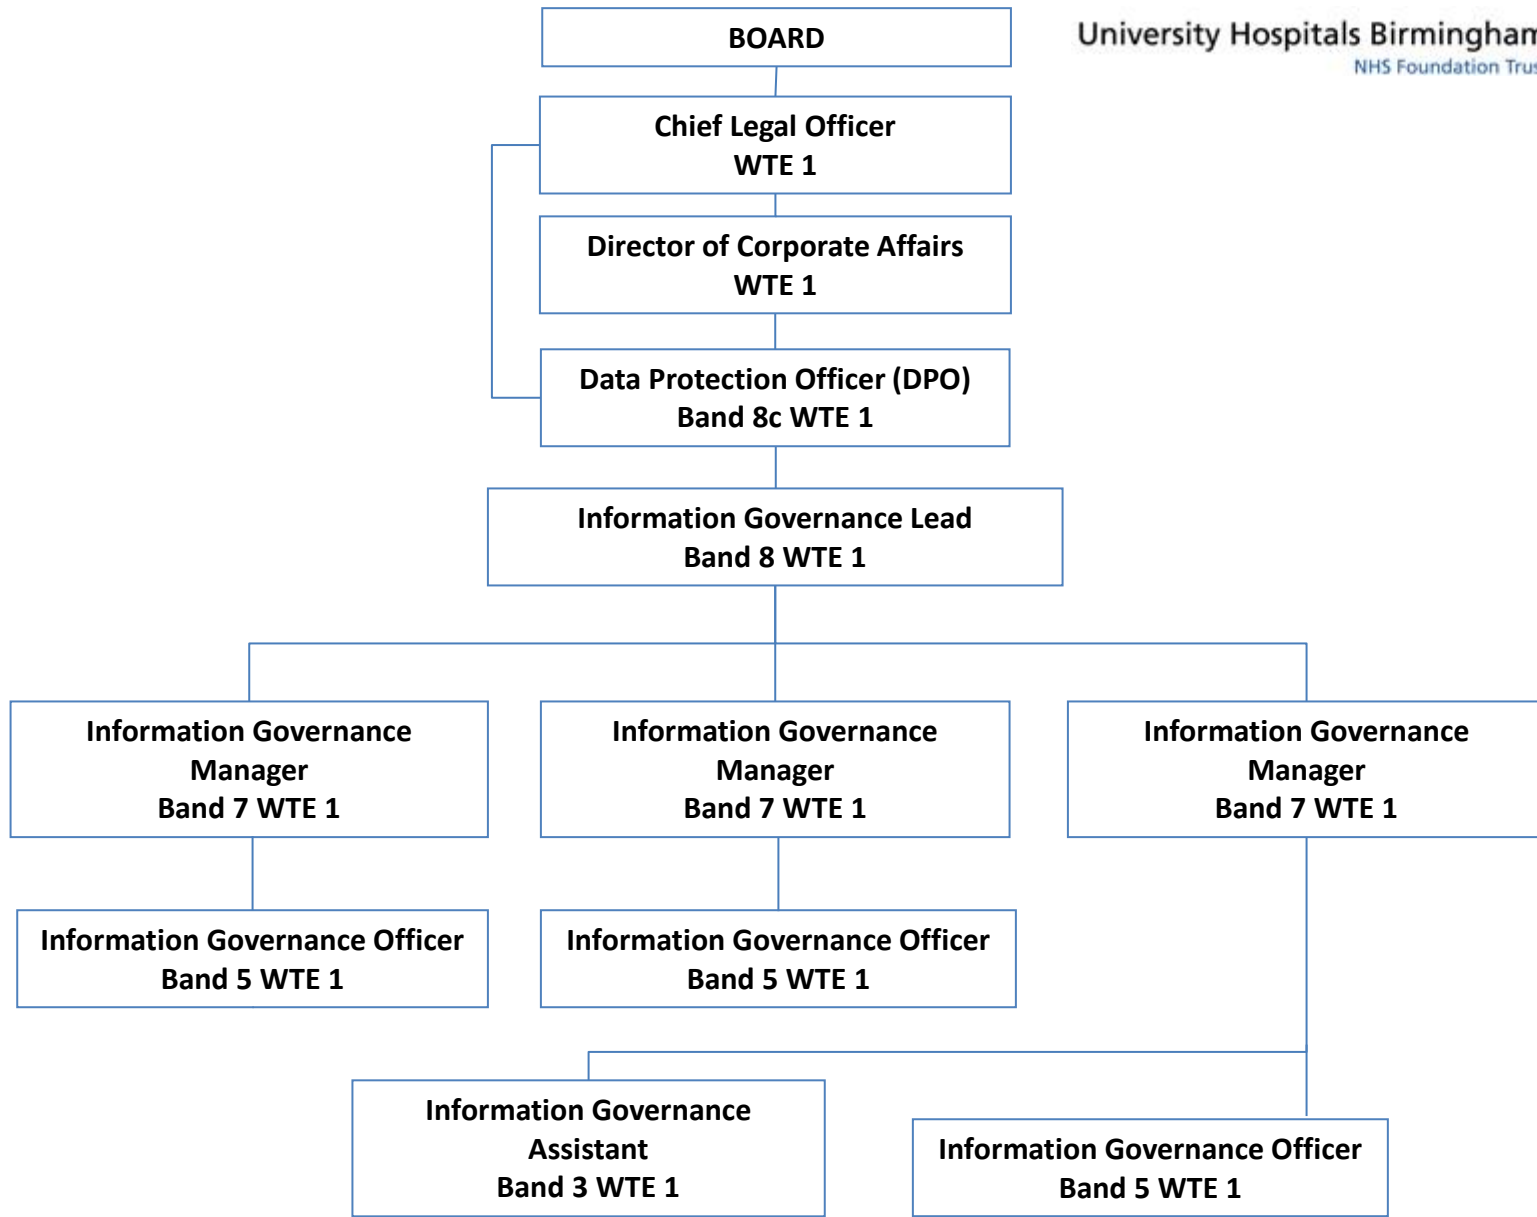 BOARD
University Hospitals Birmingham
NHS Foundation Trus
Chief Legal Officer
WTE 1
Director of Corporate Affairs
WTE 1
Data Protection Officer (DPO)
Band 8c WTE 1
Information Governance Lead
Band 8 WTE 1
Information Governance
Manager
Band 7 WTE 1
Information Governance
Manager
Band 7 WTE 1
Information Governance
Manager
Band 7 WTE 1
Information Governance Officer
Band 5 WTE 1
Information Governance Officer
Band 5 WTE 1
Information Governance
Assistant
Band 3 WTE 1
Information Governance Officer
Band 5 WTE 1